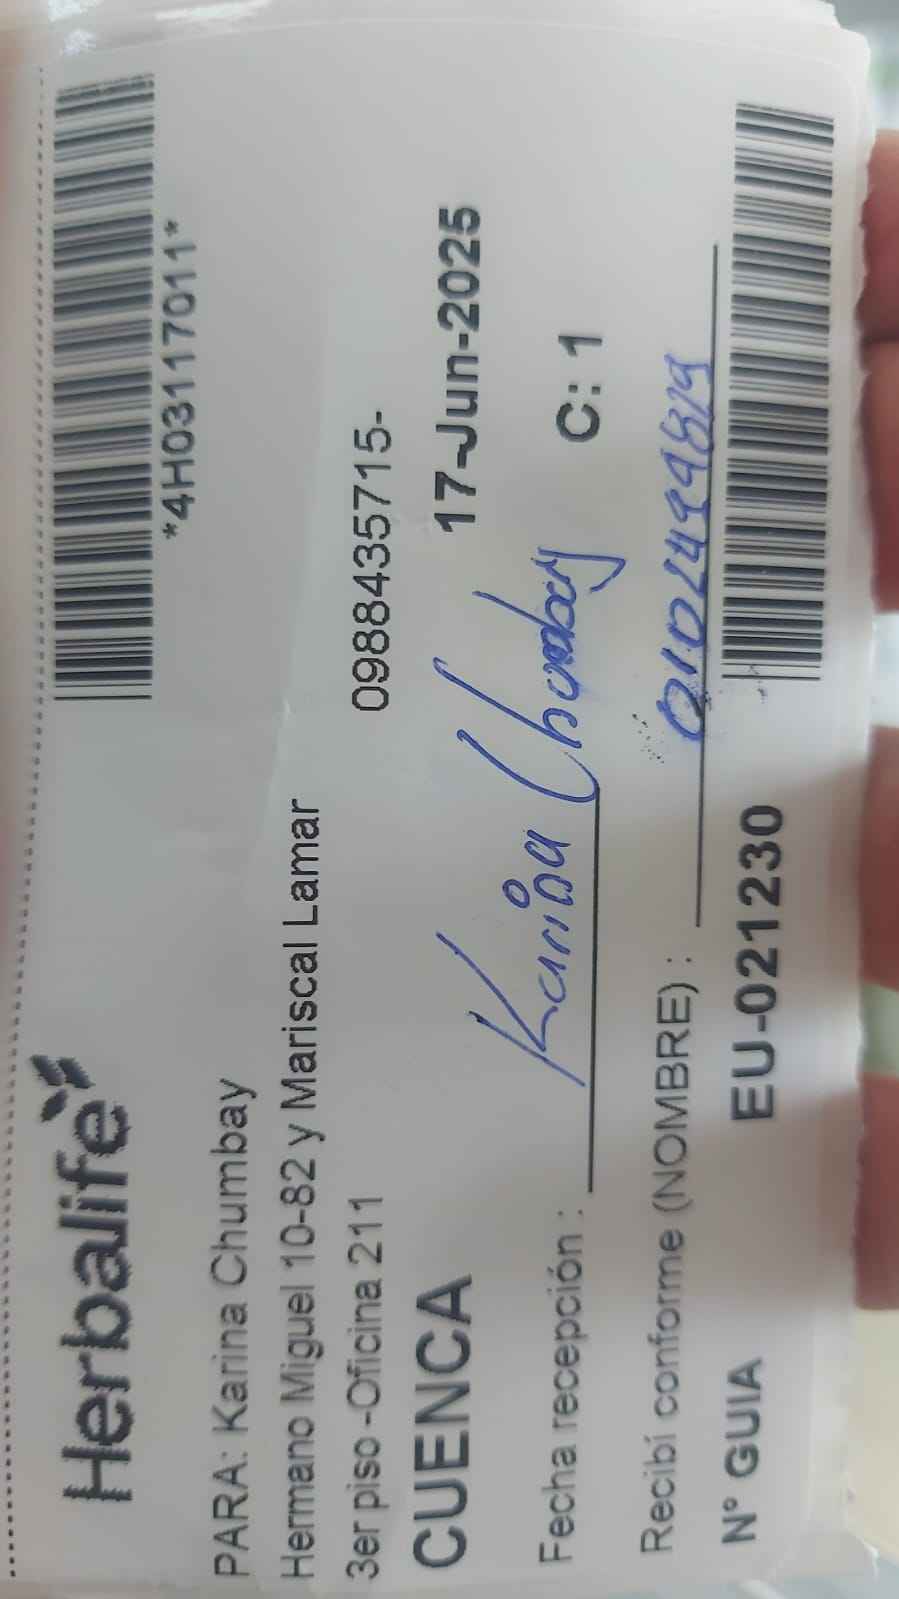 Herbalife
*4H03117011*
PARA: Karina Chumbay
Hermano Miguel 10-82 y Mariscal Lamar
3er piso -Oficina 211
0988435715-
CUENCA
17-Jun-2025
Fecha recepción :
Karina Chumbay
C: 1
Recibí conforme (NOMBRE) :
N° GUIA
EU-021230